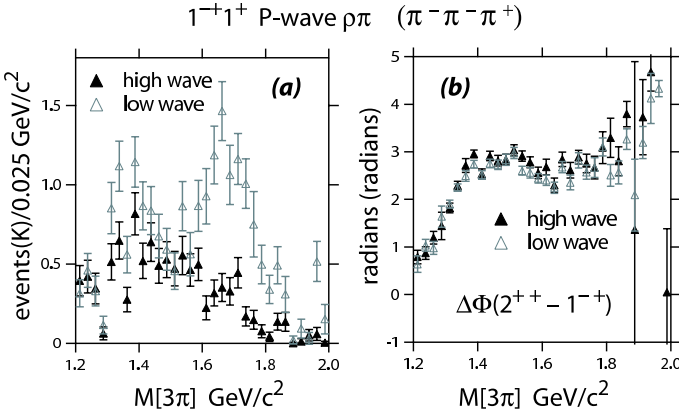 1⁻⁺1⁺ P-wave ρπ (π⁻π⁻π⁺)
events(K)/0.025 GeV/c²
1.5
1.0
0.5
0
high wave
low wave
(a)
1.2 1.4 1.6 1.8 2.0
M[3π] GeV/c²
radians (radians)
5
4
3
2
1
0
-1
(b)
high wave
low wave
ΔΦ(2⁺⁺ − 1⁻⁺)
1.2 1.4 1.6 1.8 2.0
M[3π] GeV/c²